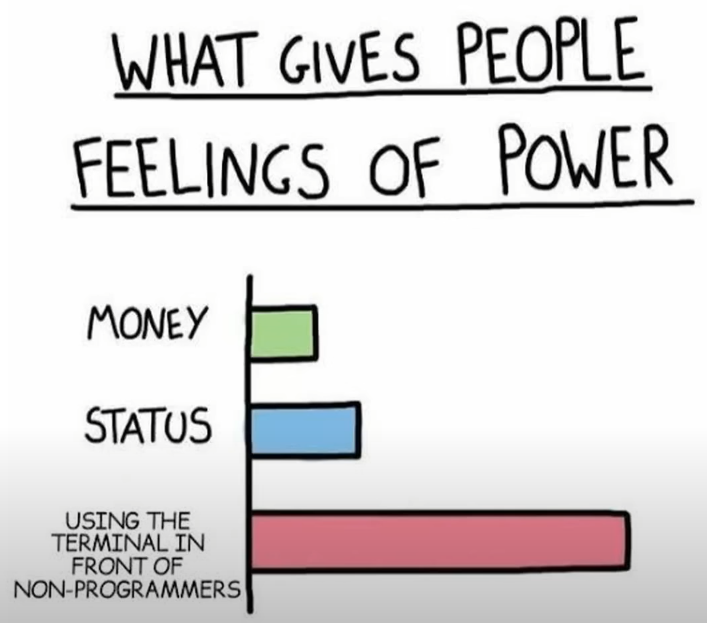 WHAT GIVES PEOPLE
FEELINGS OF POWER
MONEY
STATUS
USING THE
TERMINAL IN
FRONT OF
NON-PROGRAMMERS